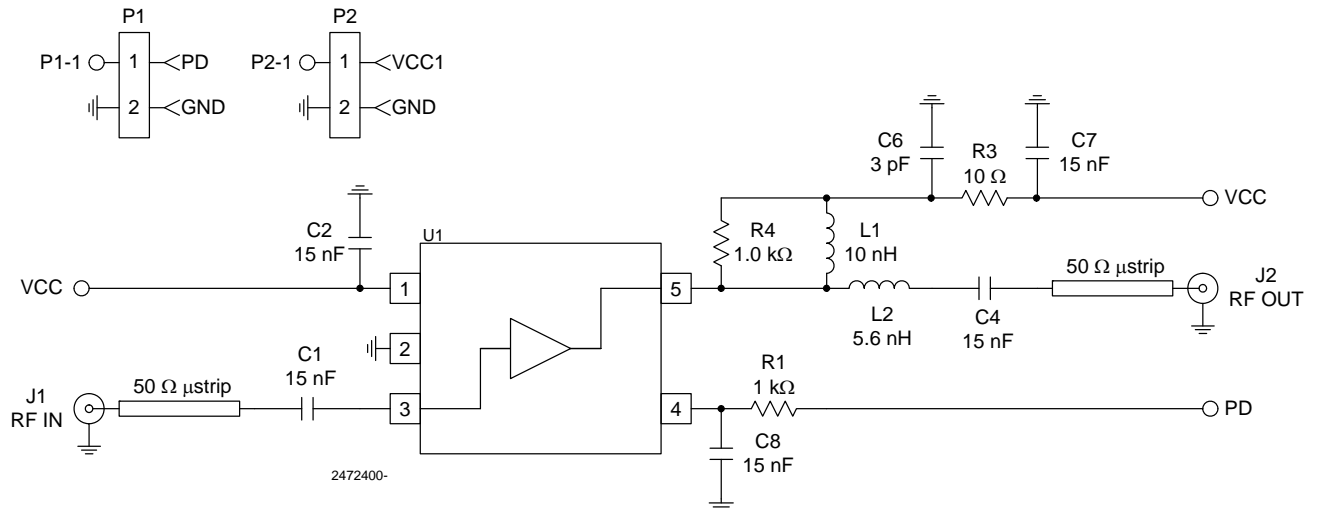 P1
P2
P1-1
1
PD
P2-1
1
VCC1
2
GND
2
GND
C6
3 pF
R3
10 Ω
C7
15 nF
VCC
C2
15 nF
U1
R4
1.0 kΩ
L1
10 nH
VCC
1
5
50 Ω μstrip
J2
RF OUT
L2
5.6 nH
C4
15 nF
2
C1
15 nF
R1
1 kΩ
J1
RF IN
50 Ω μstrip
3
4
PD
C8
15 nF
2472400-